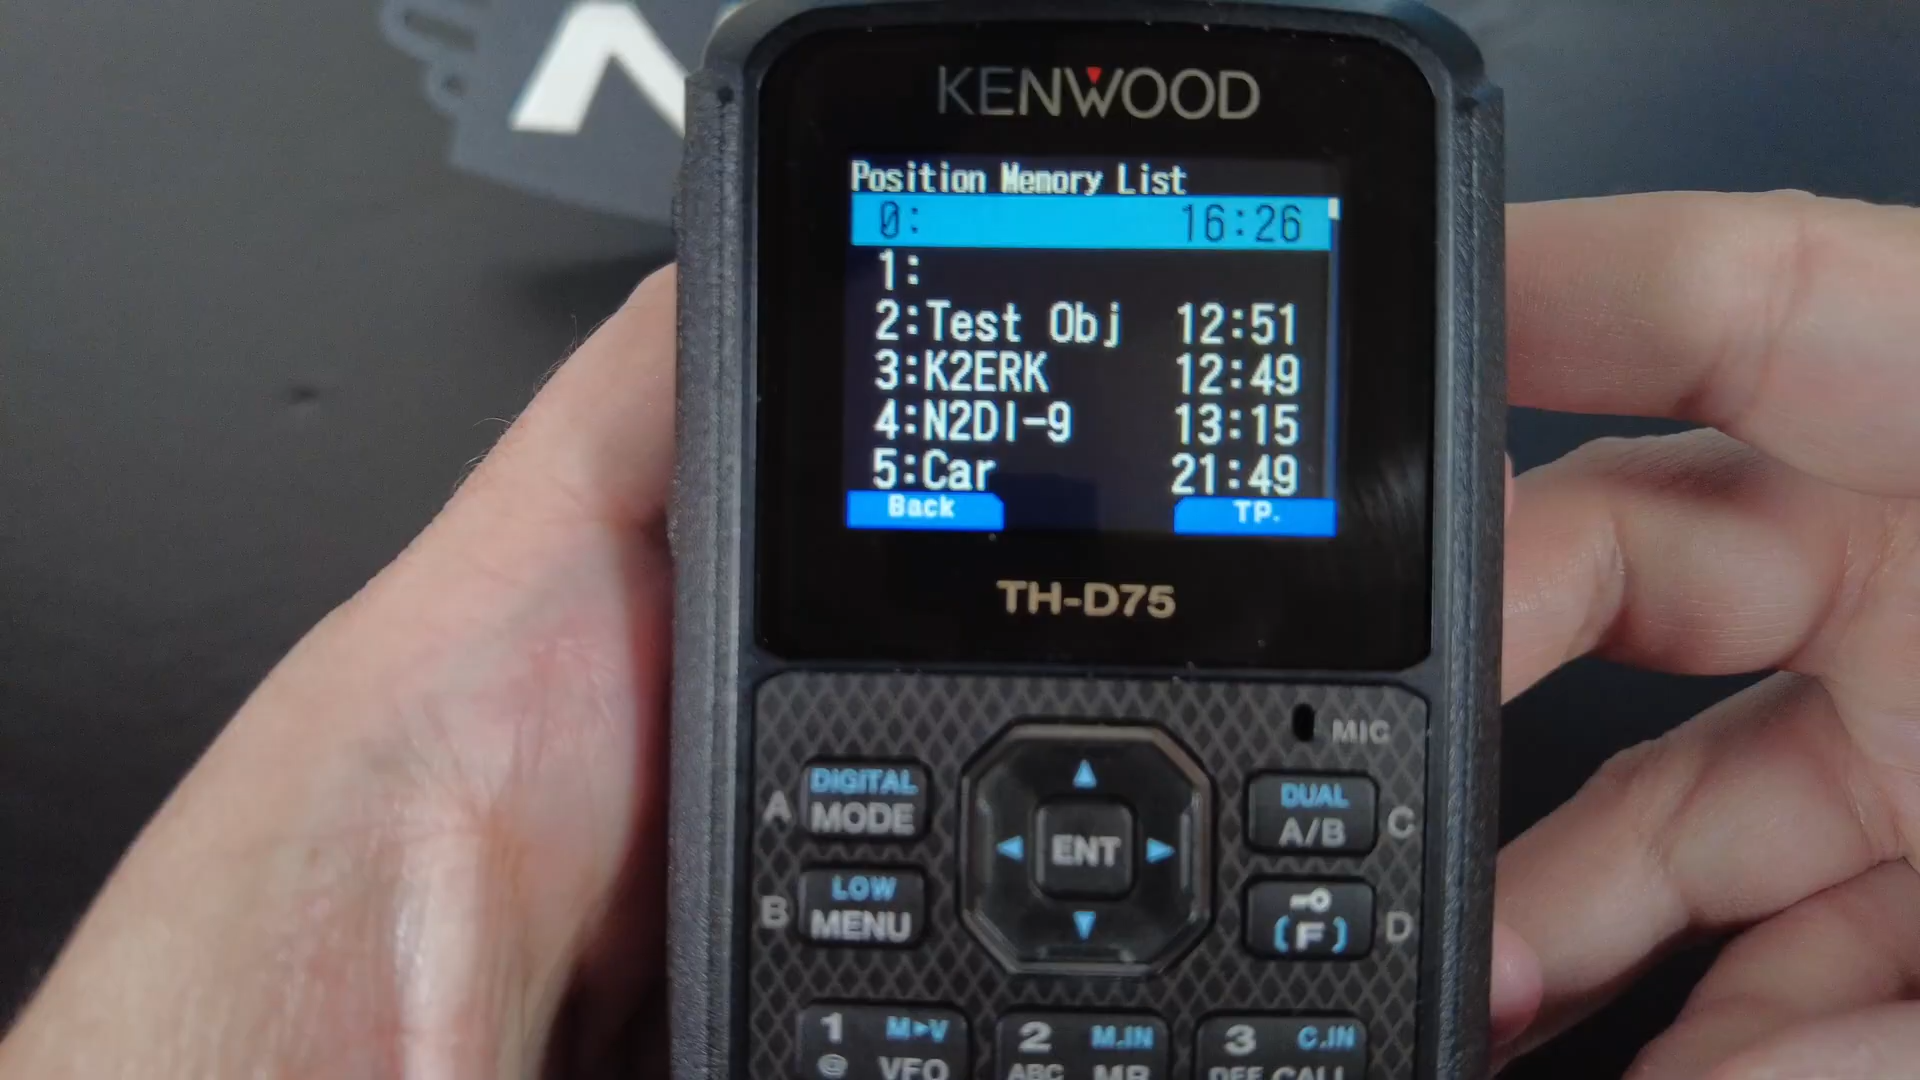 KENWOOD
Position Memory List
0: 16:26
1:
2:Test Obj 12:51
3:K2ERK 12:49
4:N2DI-9 13:15
5:Car 21:49
Back TP.
TH-D75
MIC
A DIGITAL MODE
ENT
DUAL A/B C
B LOW MENU
(F) D
1 M►V
@ VFO
2 M.IN
ABC MR
3 C.IN
DEF CALL